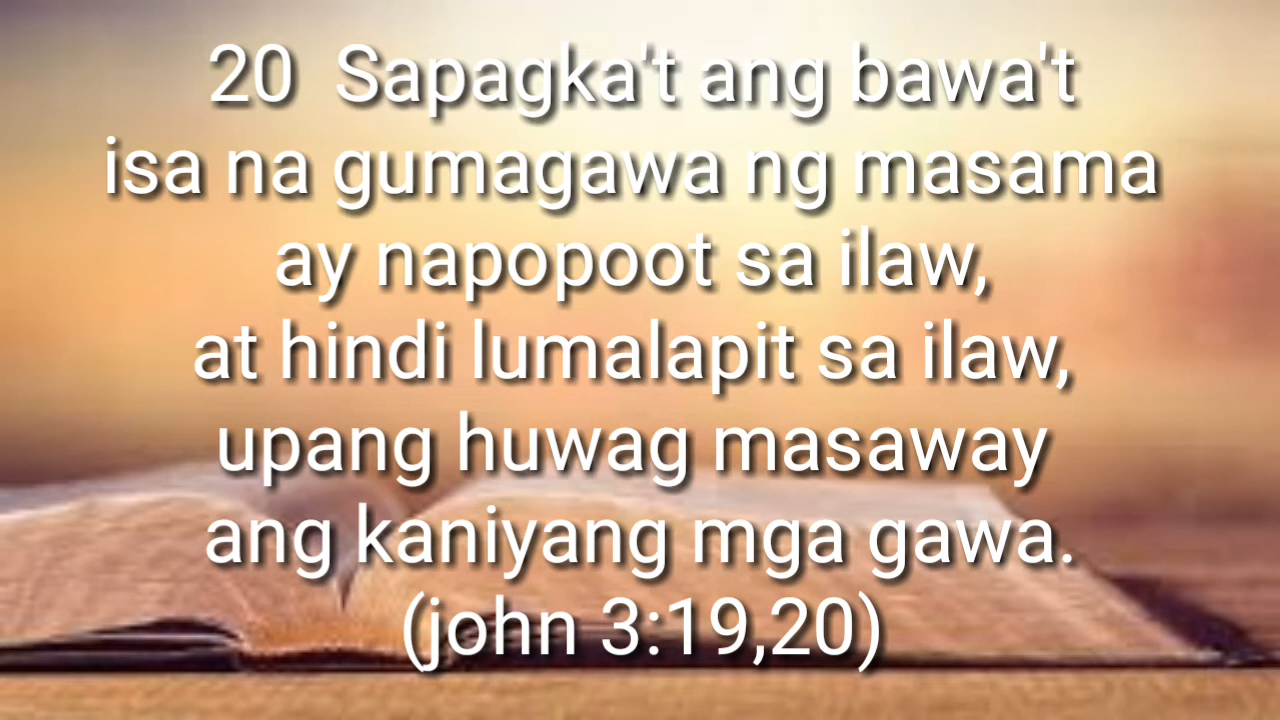 20  Sapagka't ang bawa't
isa na gumagawa ng masama
ay napopoot sa ilaw,
at hindi lumalapit sa ilaw,
upang huwag masaway
ang kaniyang mga gawa.
(john 3:19,20)